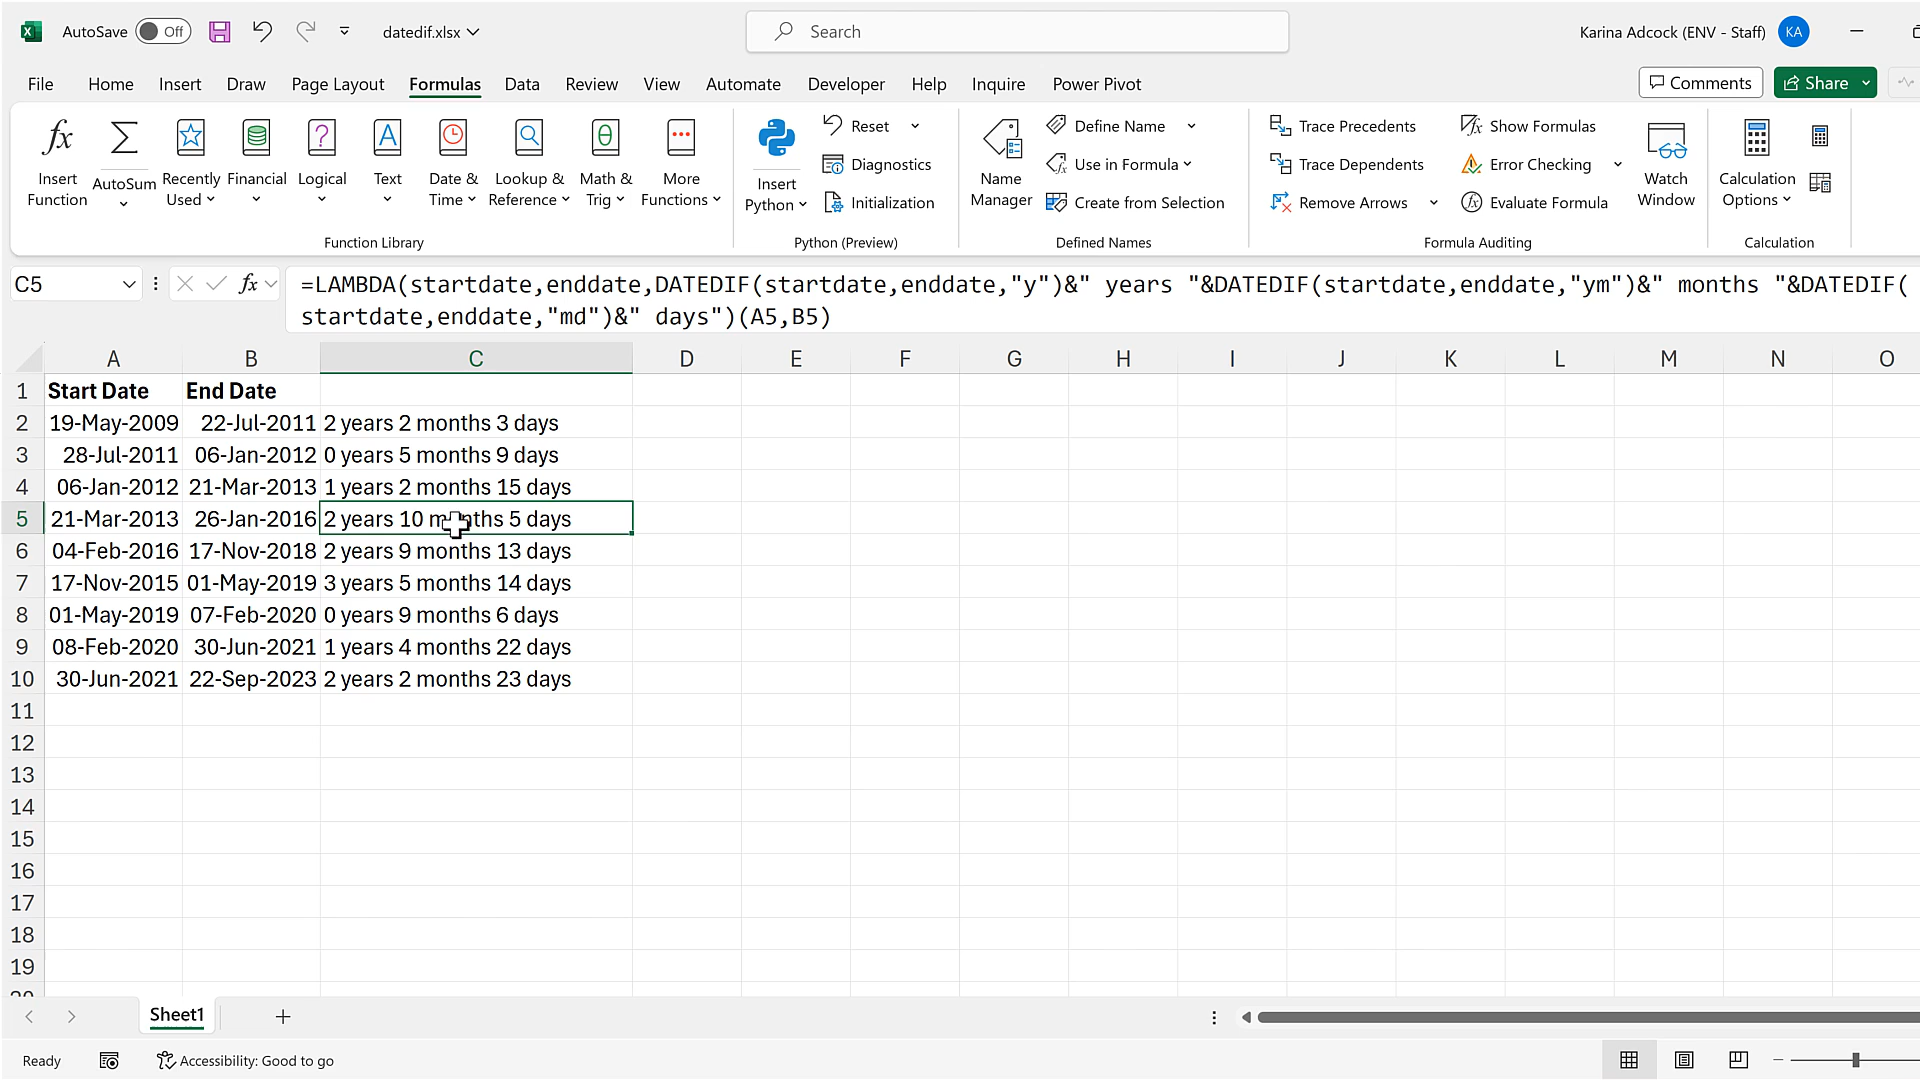 AutoSave Off datedif.xlsx Search Karina Adcock (ENV - Staff) KA
File Home Insert Draw Page Layout Formulas Data Review View Automate Developer Help Inquire Power Pivot Comments Share
Insert Function AutoSum Recently Used Financial Logical Text Date & Time Lookup & Reference Math & Trig More Functions
Function Library
Insert Python Reset Diagnostics Initialization
Python (Preview)
Name Manager Define Name Use in Formula Create from Selection
Defined Names
Trace Precedents Show Formulas
Trace Dependents Error Checking
Remove Arrows Evaluate Formula
Watch Window
Formula Auditing
Calculation Options
Calculation
C5 fx =LAMBDA(startdate,enddate,DATEDIF(startdate,enddate,"y")&" years "&DATEDIF(startdate,enddate,"ym")&" months "&DATEDIF(
startdate,enddate,"md")&" days")(A5,B5)
A B C D E F G H I J K L M N O
1 Start Date End Date
2 19-May-2009 22-Jul-2011 2 years 2 months 3 days
3 28-Jul-2011 06-Jan-2012 0 years 5 months 9 days
4 06-Jan-2012 21-Mar-2013 1 years 2 months 15 days
5 21-Mar-2013 26-Jan-2016 2 years 10 months 5 days
6 04-Feb-2016 17-Nov-2018 2 years 9 months 13 days
7 17-Nov-2015 01-May-2019 3 years 5 months 14 days
8 01-May-2019 07-Feb-2020 0 years 9 months 6 days
9 08-Feb-2020 30-Jun-2021 1 years 4 months 22 days
10 30-Jun-2021 22-Sep-2023 2 years 2 months 23 days
11
12
13
14
15
16
17
18
19
20
Sheet1
Ready Accessibility: Good to go